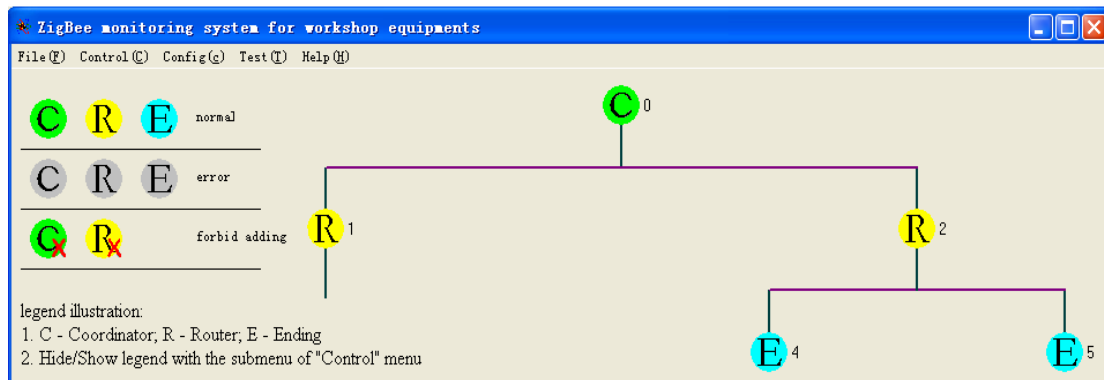 ZigBee monitoring system for workshop equipments
File(F) Control(C) Config(c) Test(T) Help(H)
C R E normal
C 0
C R E error
C R forbid adding
R 1
R 2
legend illustration:
1. C - Coordinator; R - Router; E - Ending
2. Hide/Show legend with the submenu of "Control" menu
E 4
E 5